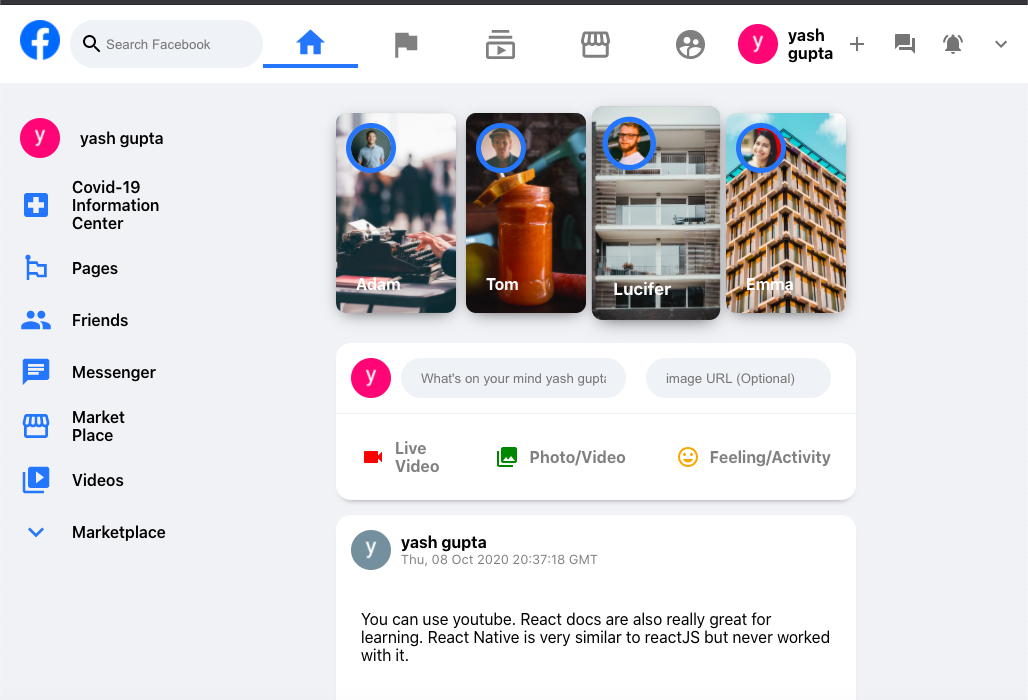 Search Facebook
y
yash
gupta
y
yash gupta
Covid-19
Information
Center
Pages
Friends
Messenger
Market
Place
Videos
Marketplace
Adam
Tom
Lucifer
Emma
y
What's on your mind yash gupta
image URL (Optional)
Live
Video
Photo/Video
Feeling/Activity
y
yash gupta
Thu, 08 Oct 2020 20:37:18 GMT
You can use youtube. React docs are also really great for
learning. React Native is very similar to reactJS but never worked
with it.